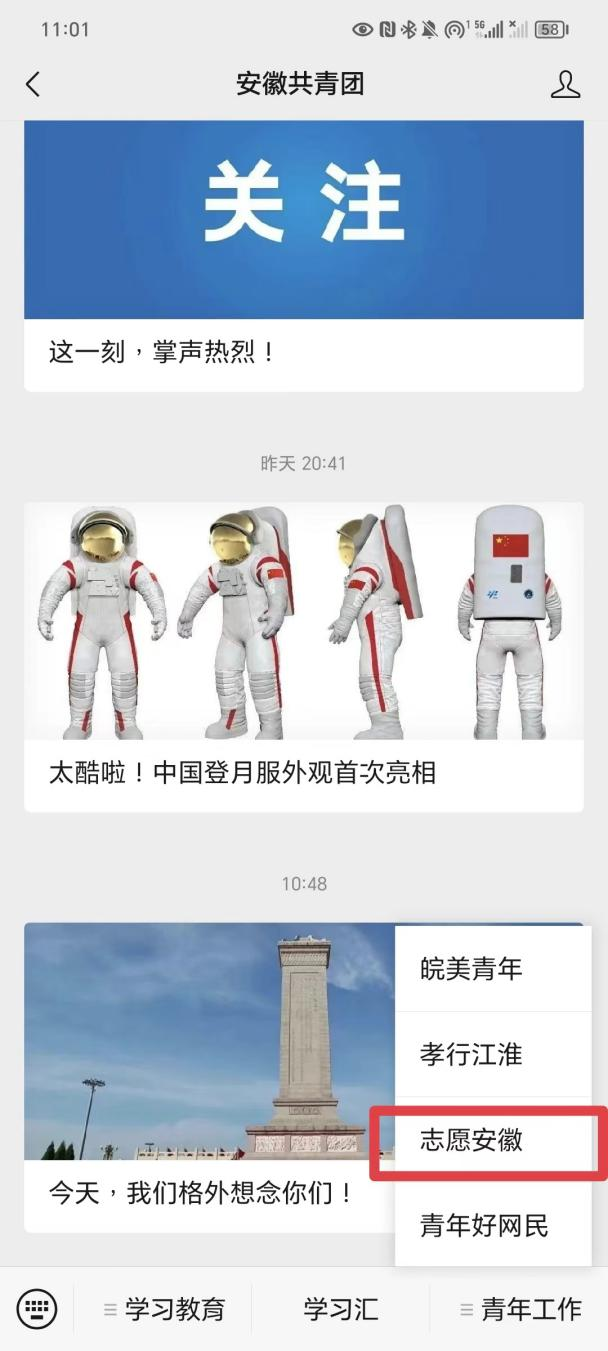 11:01
1 5G 58
安徽共青团
关注
这一刻，掌声热烈！
昨天 20:41
太酷啦！中国登月服外观首次亮相
10:48
皖美青年
孝行江淮
志愿安徽
今天，我们格外想念你们！
青年好网民
学习教育
学习汇
青年工作